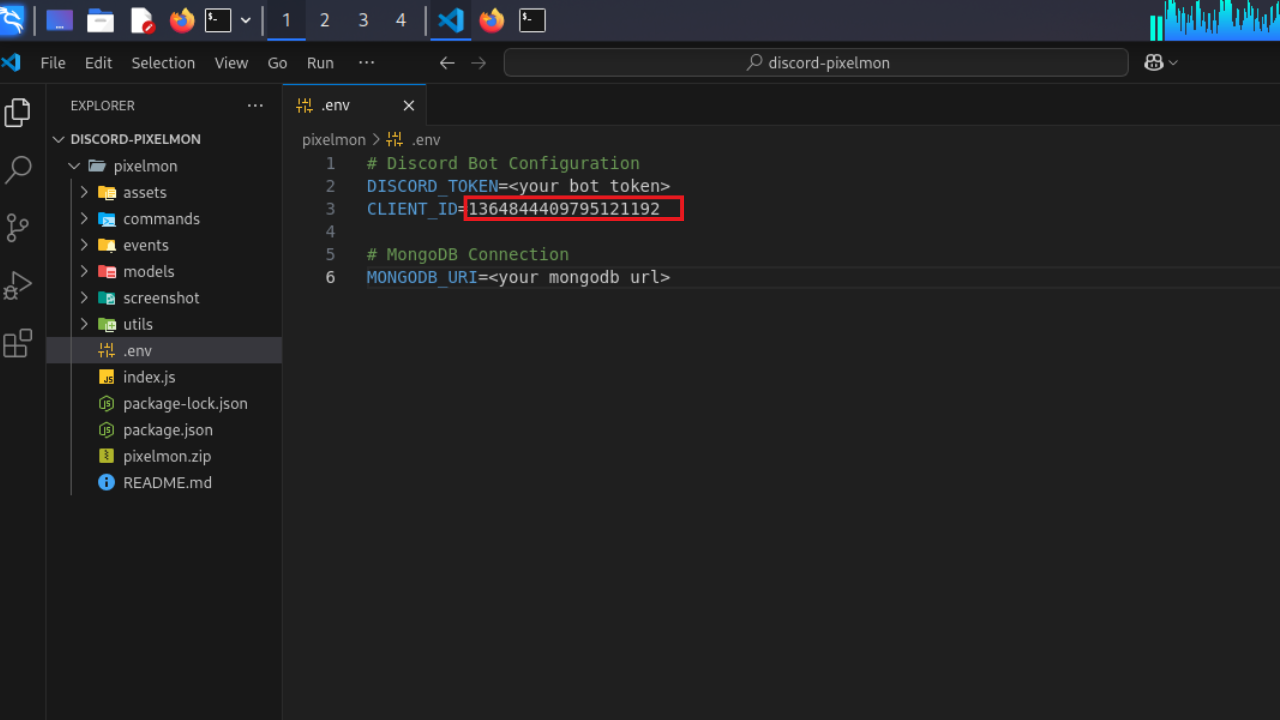 1 2 3 4
File Edit Selection View Go Run ··· discord-pixelmon
EXPLORER ···
DISCORD-PIXELMON
pixelmon
assets
commands
events
models
screenshot
utils
.env
index.js
package-lock.json
package.json
pixelmon.zip
README.md
.env
pixelmon > .env
1 # Discord Bot Configuration
2 DISCORD_TOKEN=<your bot token>
3 CLIENT_ID=1364844409795121192
4
5 # MongoDB Connection
6 MONGODB_URI=<your mongodb url>